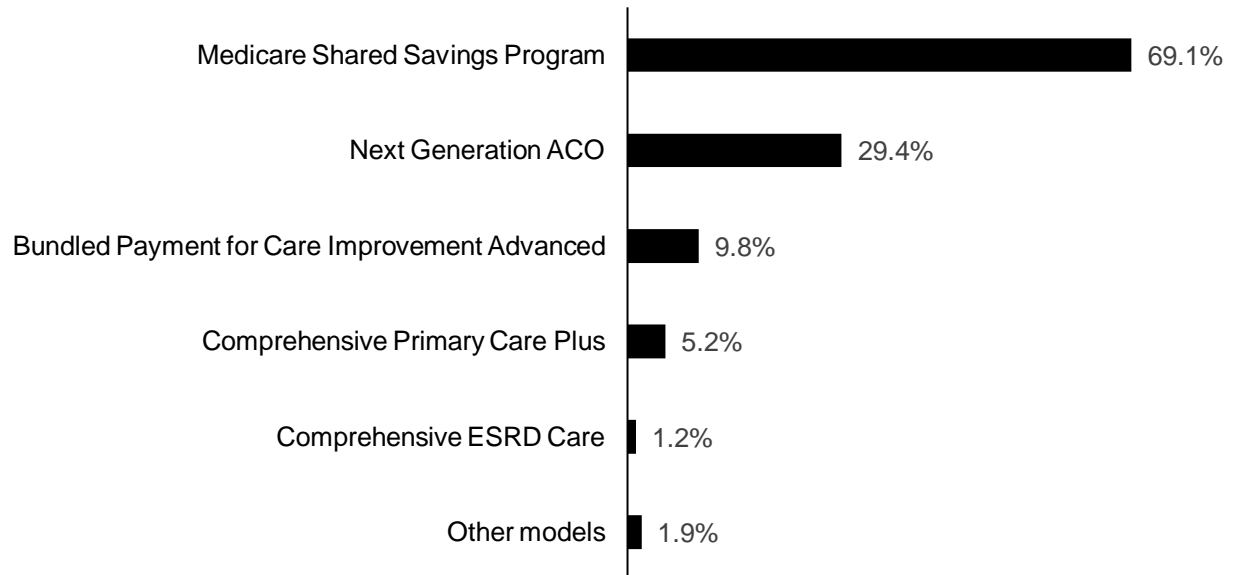 Medicare Shared Savings Program 69.1%
Next Generation ACO 29.4%
Bundled Payment for Care Improvement Advanced 9.8%
Comprehensive Primary Care Plus 5.2%
Comprehensive ESRD Care 1.2%
Other models 1.9%